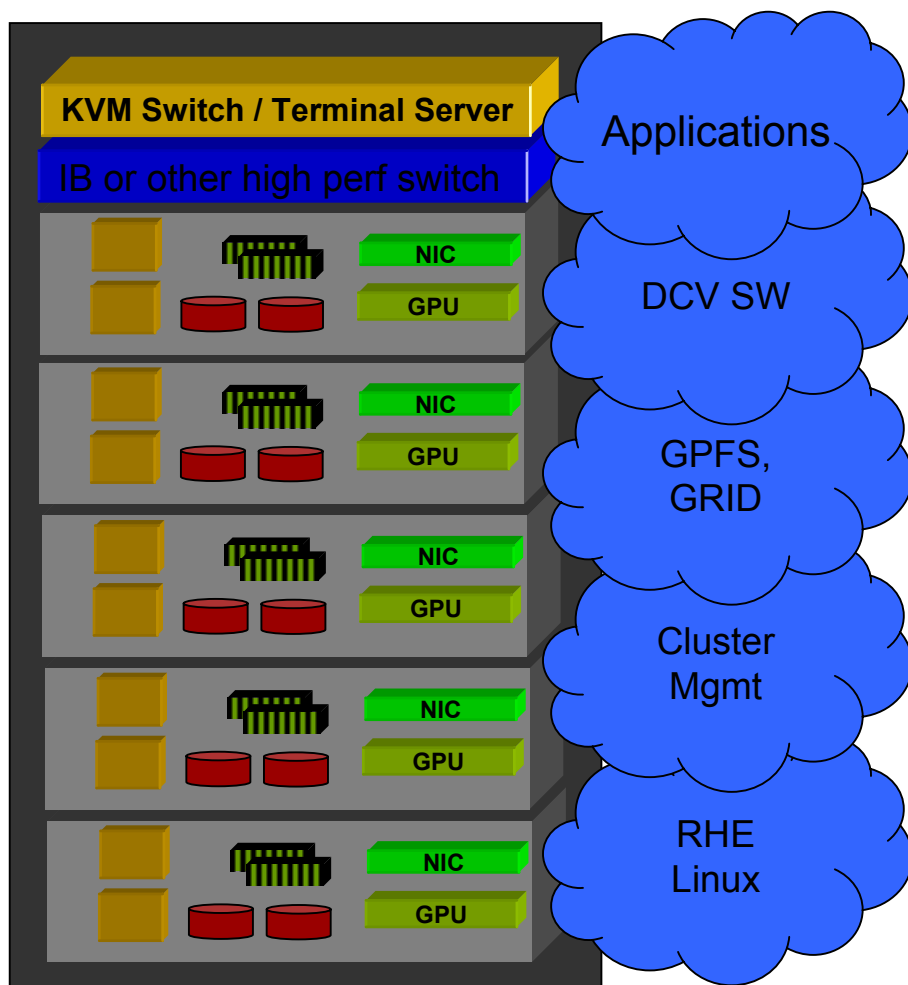 KVM Switch / Terminal Server
IB or other high perf switch
NIC
GPU
NIC
GPU
NIC
GPU
NIC
GPU
NIC
GPU
Applications
DCV SW
GPFS,
GRID
Cluster
Mgmt
RHE
Linux